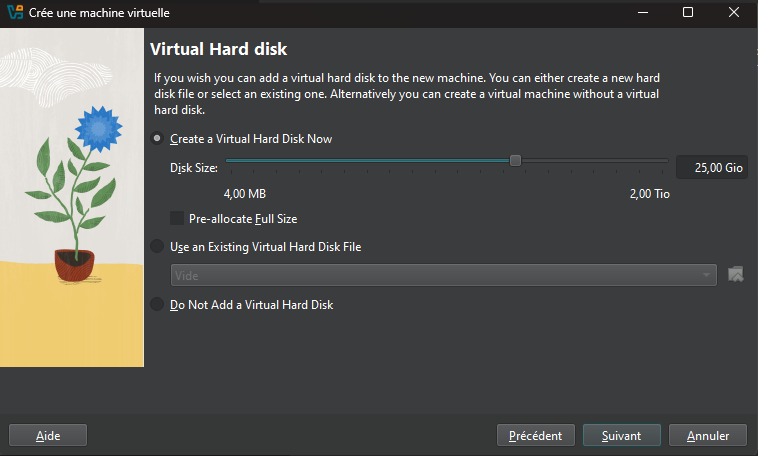 Crée une machine virtuelle
Virtual Hard disk
If you wish you can add a virtual hard disk to the new machine. You can either create a new hard
disk file or select an existing one. Alternatively you can create a virtual machine without a virtual
hard disk.
Create a Virtual Hard Disk Now
Disk Size:
25,00 Gio
4,00 MB
2,00 Tio
Pre-allocate Full Size
Use an Existing Virtual Hard Disk File
Vide
Do Not Add a Virtual Hard Disk
Aide
Précédent
Suivant
Annuler